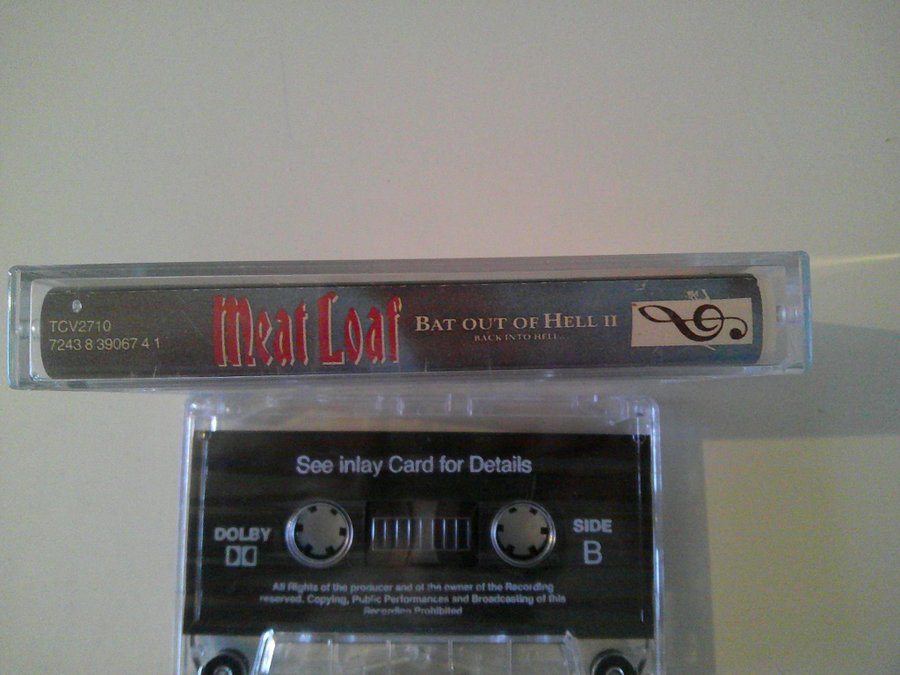 TCV2710
7243 8 39067 4 1
Meat Loaf
BAT OUT OF HELL II
BACK INTO HELL...
See inlay Card for Details
DOLBY
SIDE
B
All Rights of the producer and of the owner of the Recording
reserved. Copying, Public Performances and Broadcasting of this
Recording Prohibited